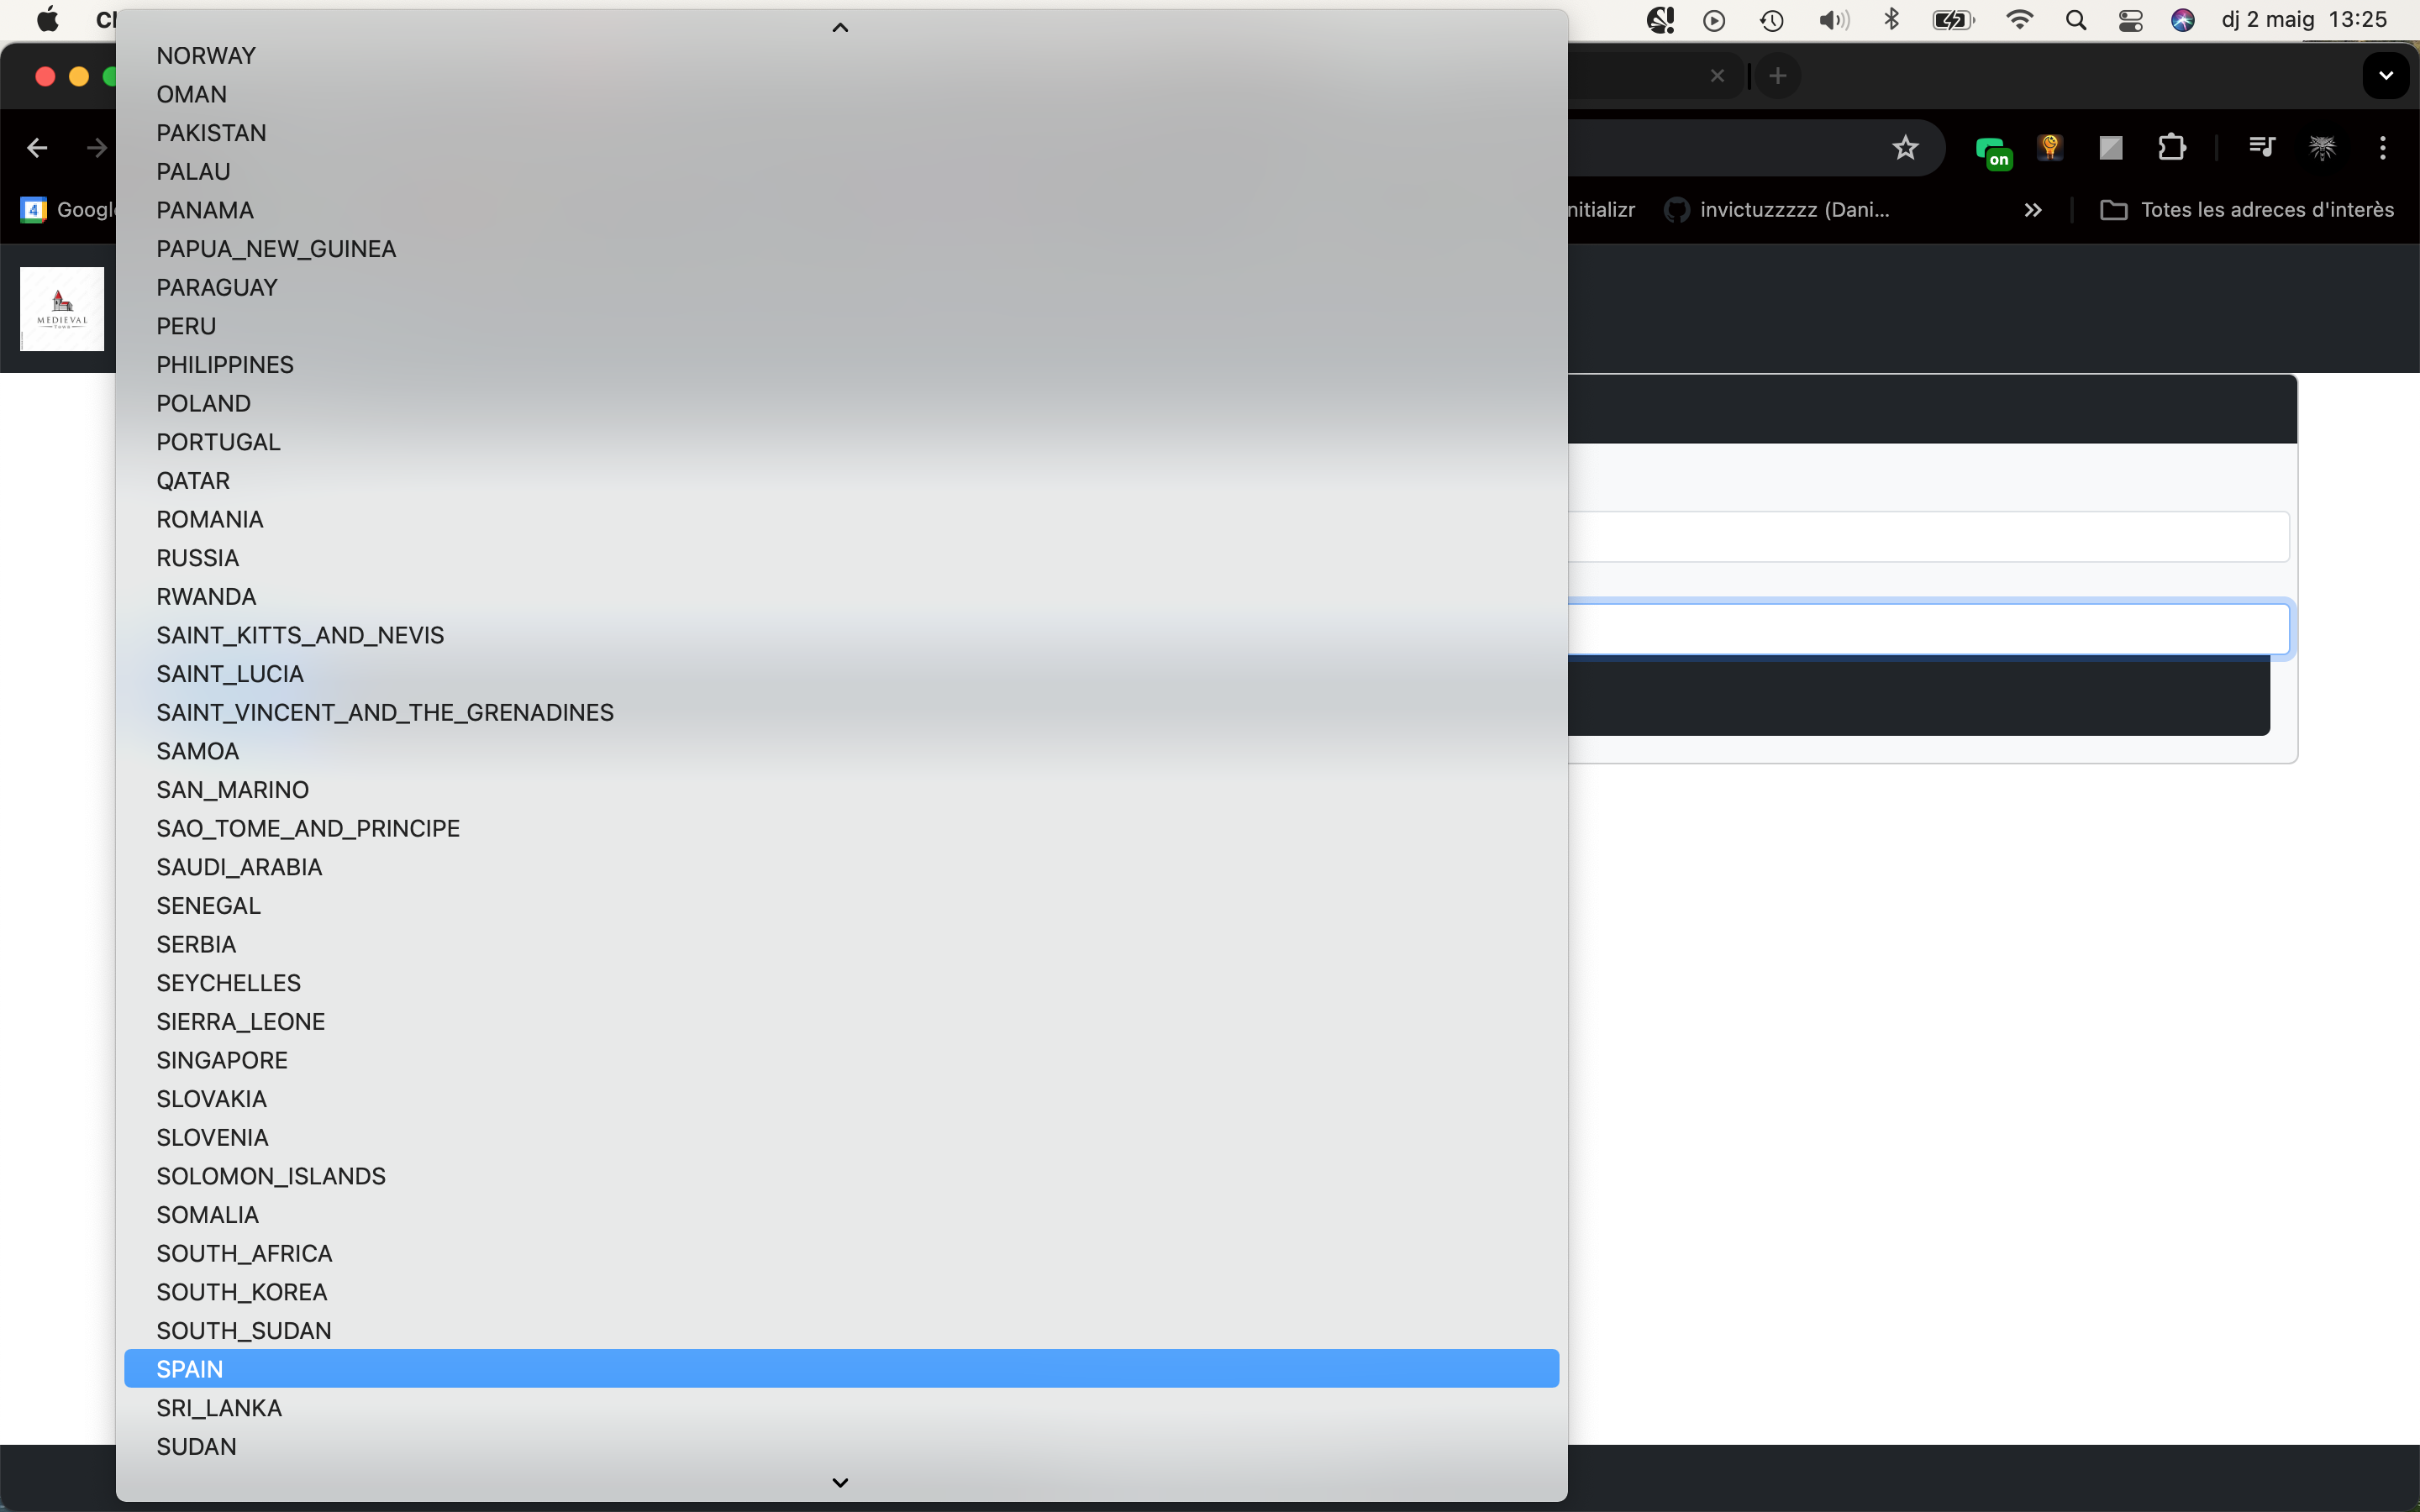 dj 2 maig 13:25
NORWAY
OMAN
PAKISTAN
PALAU
PANAMA
PAPUA_NEW_GUINEA
PARAGUAY
PERU
PHILIPPINES
POLAND
PORTUGAL
QATAR
ROMANIA
RUSSIA
RWANDA
SAINT_KITTS_AND_NEVIS
SAINT_LUCIA
SAINT_VINCENT_AND_THE_GRENADINES
SAMOA
SAN_MARINO
SAO_TOME_AND_PRINCIPE
SAUDI_ARABIA
SENEGAL
SERBIA
SEYCHELLES
SIERRA_LEONE
SINGAPORE
SLOVAKIA
SLOVENIA
SOLOMON_ISLANDS
SOMALIA
SOUTH_AFRICA
SOUTH_KOREA
SOUTH_SUDAN
SPAIN
SRI_LANKA
SUDAN
on
4 Googl
nitializr invictuzzzzz (Dani... Totes les adreces d'interès
MEDIEVAL
TOWN